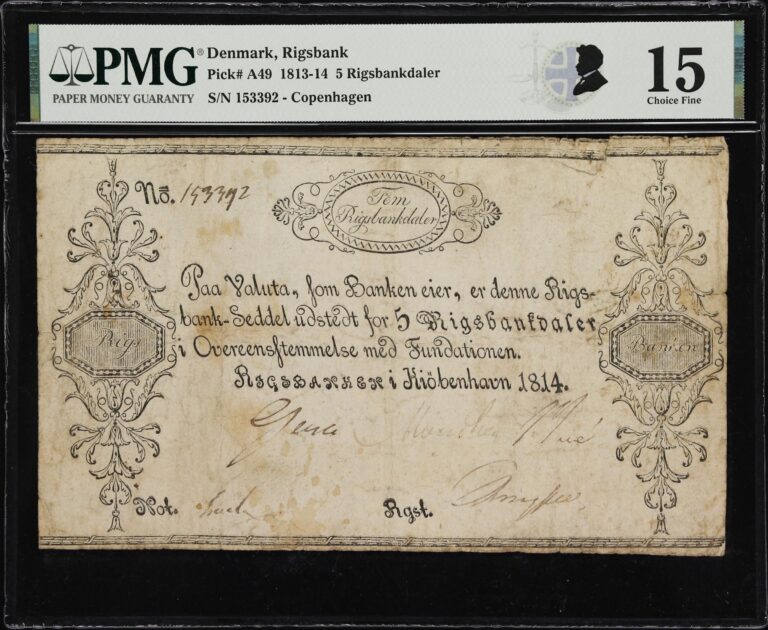 PMG® Denmark, Rigsbank
Pick# A49 1813-14 5 Rigsbankdaler
PAPER MONEY GUARANTY S/N 153392 - Copenhagen
15
Choice Fine
No. 153392
Fem
Rigsbankdaler
Paa Valuta, ſom Banken eier, er denne Rigs-
bank-Seddel udstedt for 5 Rigsbankdaler
i Overeensſtemmelse med Fundationen.
RIGSBANKEN i Kiöbenhavn 1814.
Rigs
Banken
Not.
Rgst.